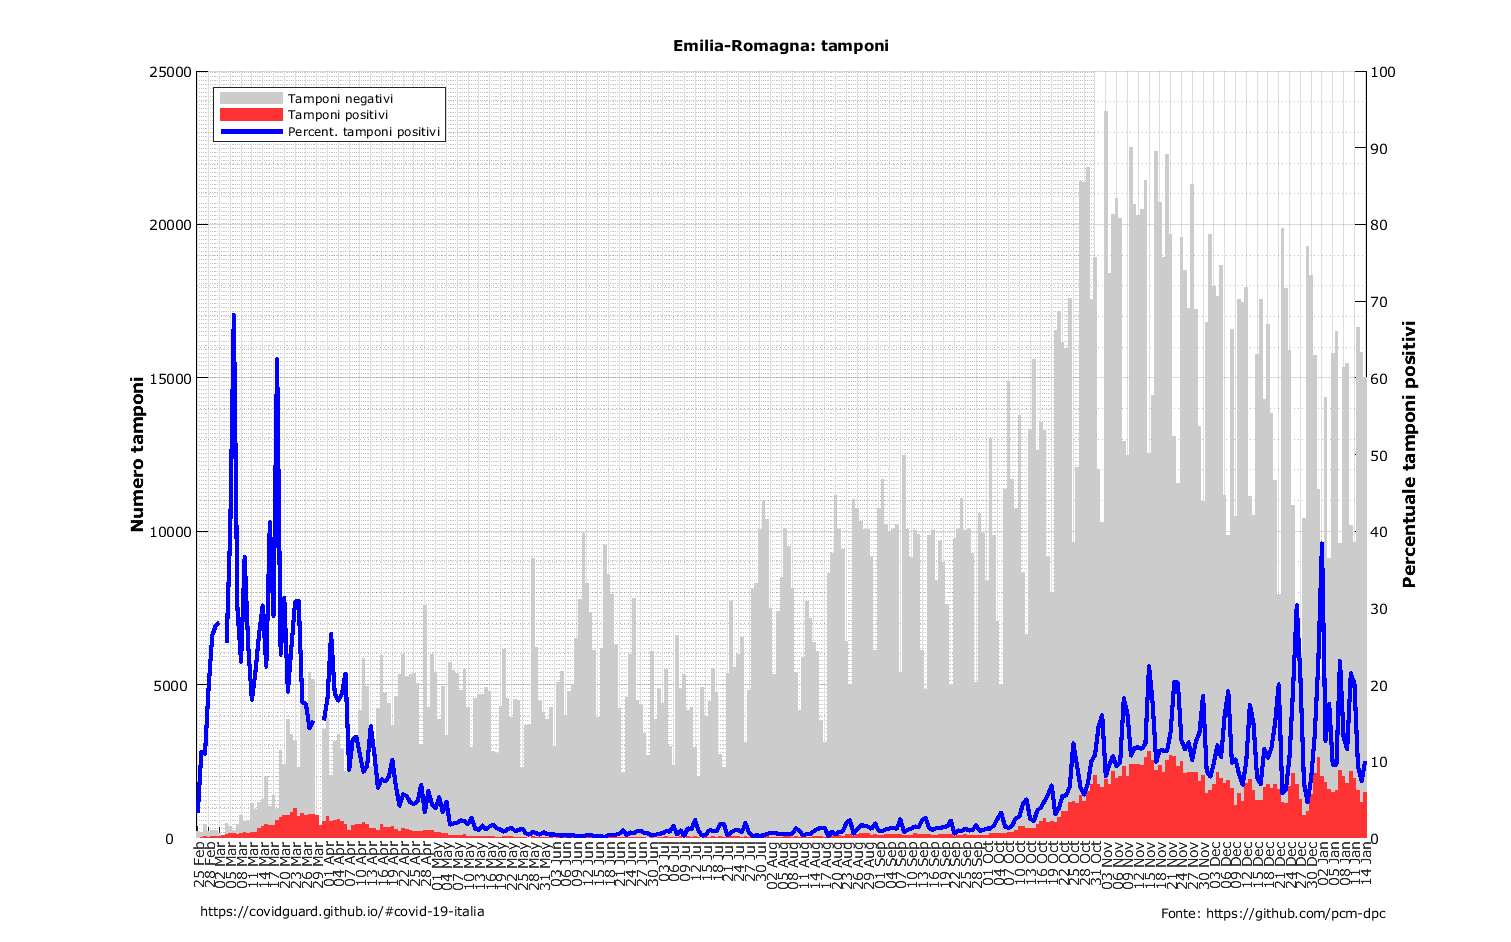 Emilia-Romagna: tamponi
Tamponi negativi
Tamponi positivi
Percent. tamponi positivi
Numero tamponi
25000
20000
15000
10000
5000
0
Percentuale tamponi positivi
100
90
80
70
60
50
40
30
20
10
0
25 Feb
28 Feb
02 Mar
05 Mar
08 Mar
11 Mar
14 Mar
17 Mar
20 Mar
23 Mar
26 Mar
29 Mar
01 Apr
04 Apr
07 Apr
10 Apr
13 Apr
16 Apr
19 Apr
22 Apr
25 Apr
28 Apr
01 May
04 May
07 May
10 May
13 May
16 May
19 May
22 May
25 May
28 May
31 May
03 Jun
06 Jun
09 Jun
12 Jun
15 Jun
18 Jun
21 Jun
24 Jun
27 Jun
30 Jun
03 Jul
06 Jul
09 Jul
12 Jul
15 Jul
18 Jul
21 Jul
24 Jul
27 Jul
30 Jul
02 Aug
05 Aug
08 Aug
11 Aug
14 Aug
17 Aug
20 Aug
23 Aug
26 Aug
29 Aug
01 Sep
04 Sep
07 Sep
10 Sep
13 Sep
16 Sep
19 Sep
22 Sep
25 Sep
28 Sep
01 Oct
04 Oct
07 Oct
10 Oct
13 Oct
16 Oct
19 Oct
22 Oct
25 Oct
28 Oct
31 Oct
03 Nov
06 Nov
09 Nov
12 Nov
15 Nov
18 Nov
21 Nov
24 Nov
27 Nov
30 Nov
03 Dec
06 Dec
09 Dec
12 Dec
15 Dec
18 Dec
21 Dec
24 Dec
27 Dec
30 Dec
02 Jan
05 Jan
08 Jan
11 Jan
14 Jan
https://covidguard.github.io/#covid-19-italia
Fonte: https://github.com/pcm-dpc